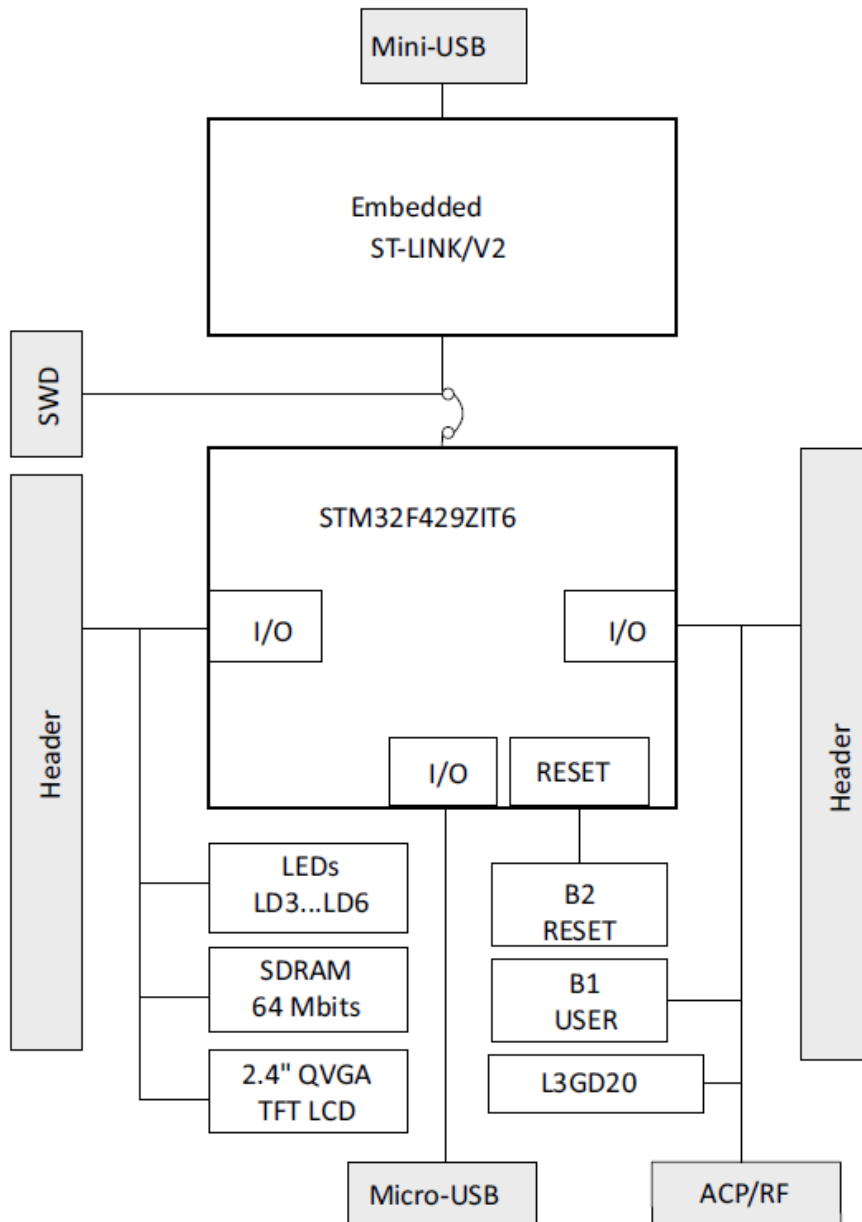 Mini-USB
Embedded
ST-LINK/V2
SWD
STM32F429ZIT6
I/O
I/O
Header
Header
I/O
RESET
LEDs
LD3...LD6
B2
RESET
SDRAM
64 Mbits
B1
USER
2.4" QVGA
TFT LCD
L3GD20
Micro-USB
ACP/RF